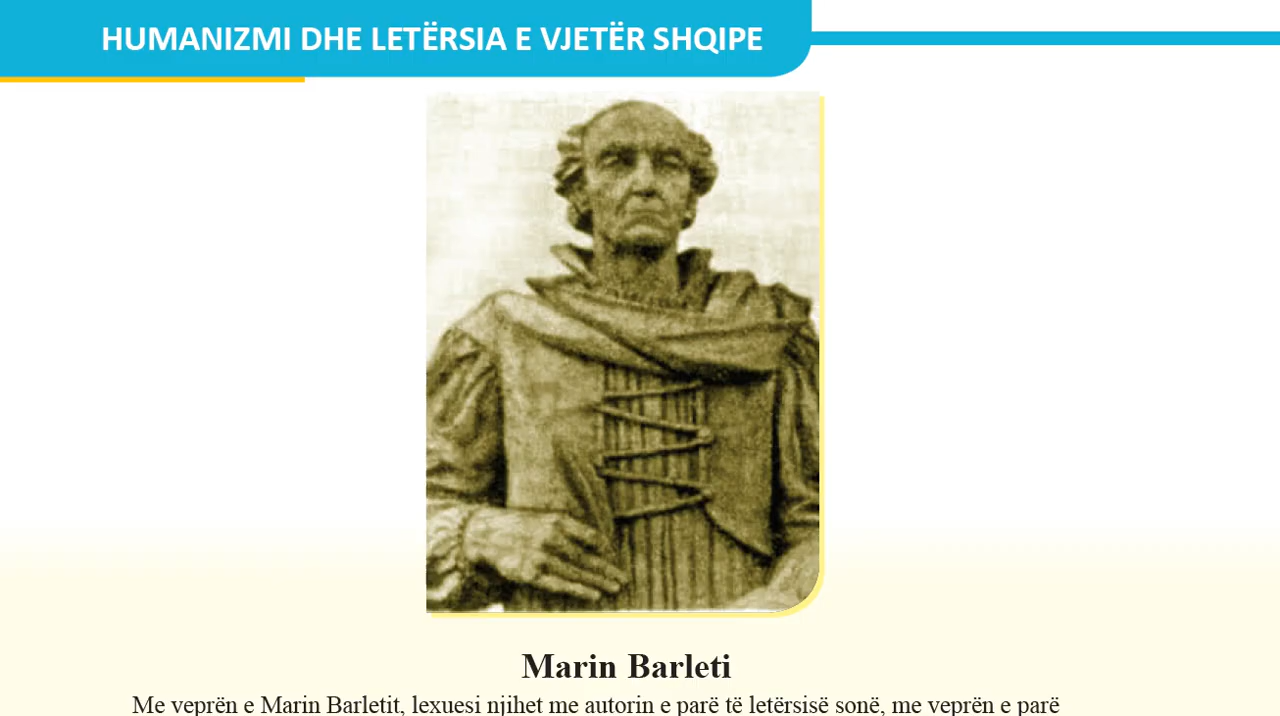 HUMANIZMI DHE LETËRSIA E VJETËR SHQIPE
Marin Barleti
Me veprën e Marin Barletit, lexuesi njihet me autorin e parë të letërsisë sonë, me veprën e parë